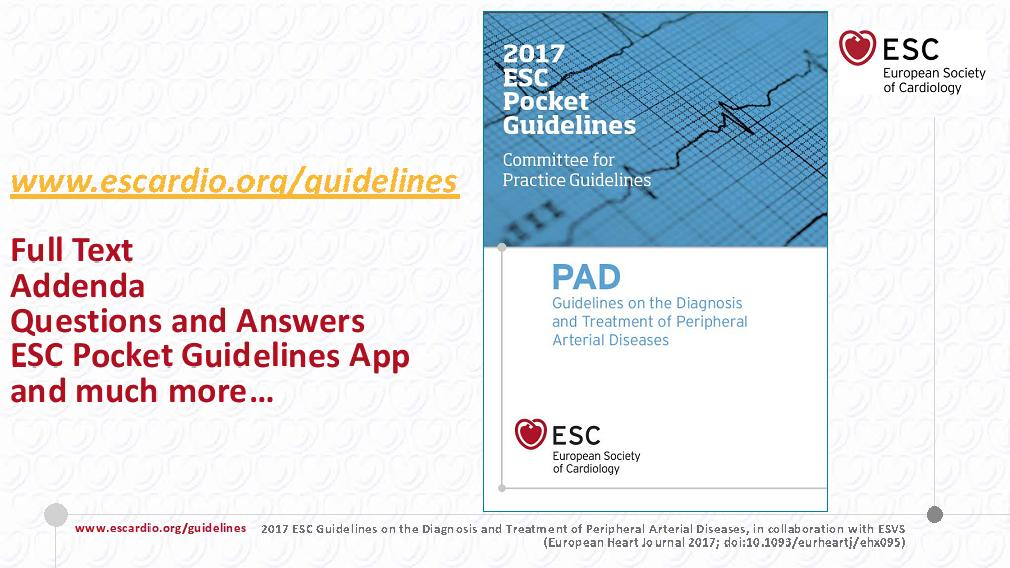 www.escardio.org/guidelines
Full Text
Addenda
Questions and Answers
ESC Pocket Guidelines App
and much more…
2017
ESC
Pocket
Guidelines
Committee for
Practice Guidelines
PAD
Guidelines on the Diagnosis
and Treatment of Peripheral
Arterial Diseases
ESC
European Society
of Cardiology
ESC
European Society
of Cardiology
www.escardio.org/guidelines
2017 ESC Guidelines on the Diagnosis and Treatment of Peripheral Arterial Diseases, in collaboration with ESVS
(European Heart Journal 2017; doi:10.1093/eurheartj/ehx095)